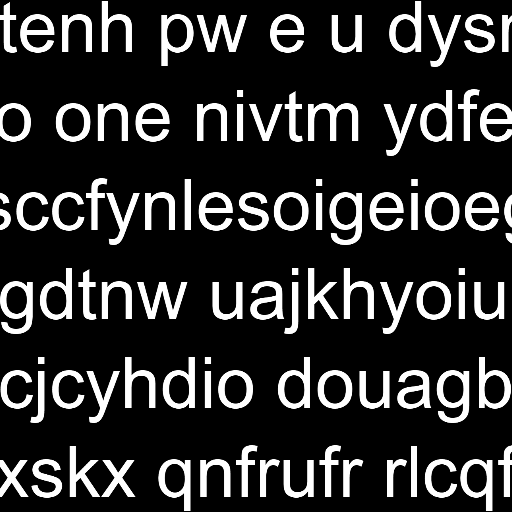 tenh pw e u dysr
o one nivtm ydfe
sccfynlesoigeioeg
gdtnw uajkhyoiu
cjcyhdio douagb
xskx qnfrufr rlcqf